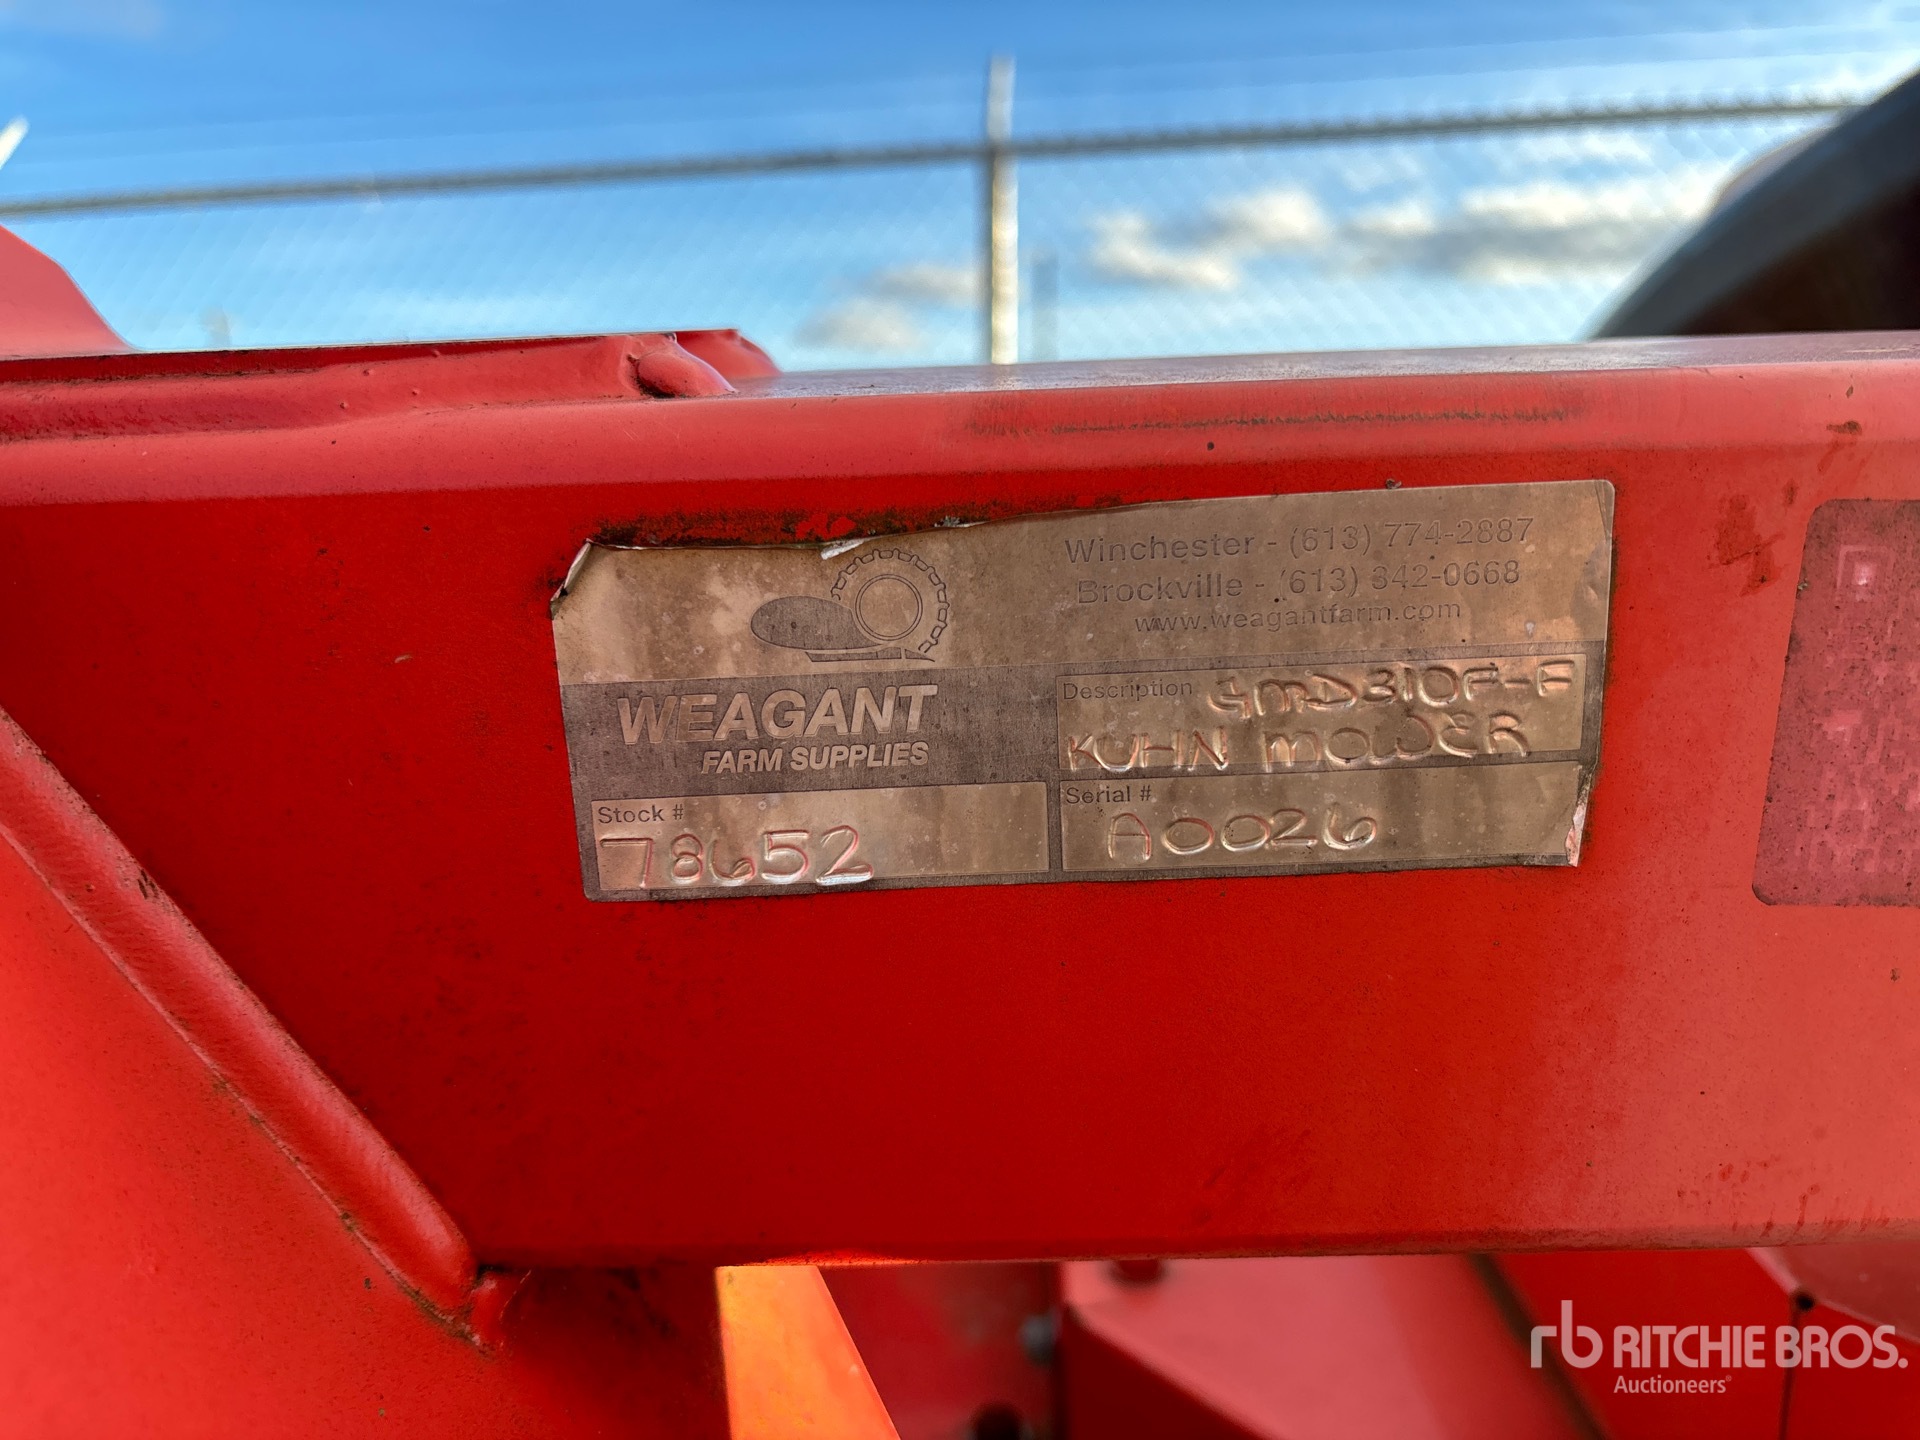 Winchester - (613) 774-2887
Brockville - (613) 342-0668
www.weagantfarm.com
WEAGANT
FARM SUPPLIES
Description GMD310F-F
KUHN MOWER
Stock #
78652
Serial #
A0026
rb RITCHIE BROS.
Auctioneers®